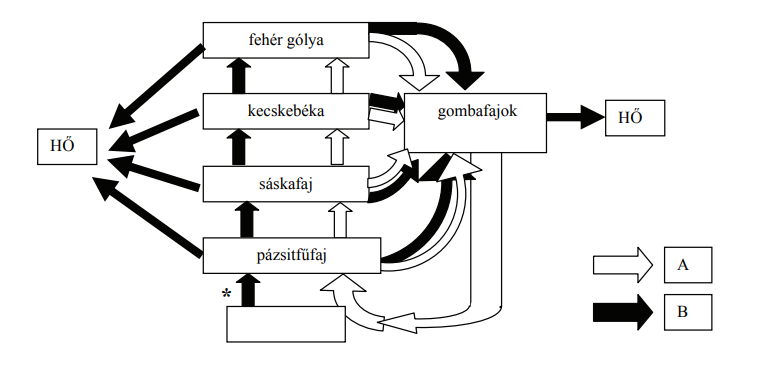 fehér gólya
kecskebéka
gombafajok
HŐ
HŐ
sáskafaj
pázsitfűfaj
*
A
B